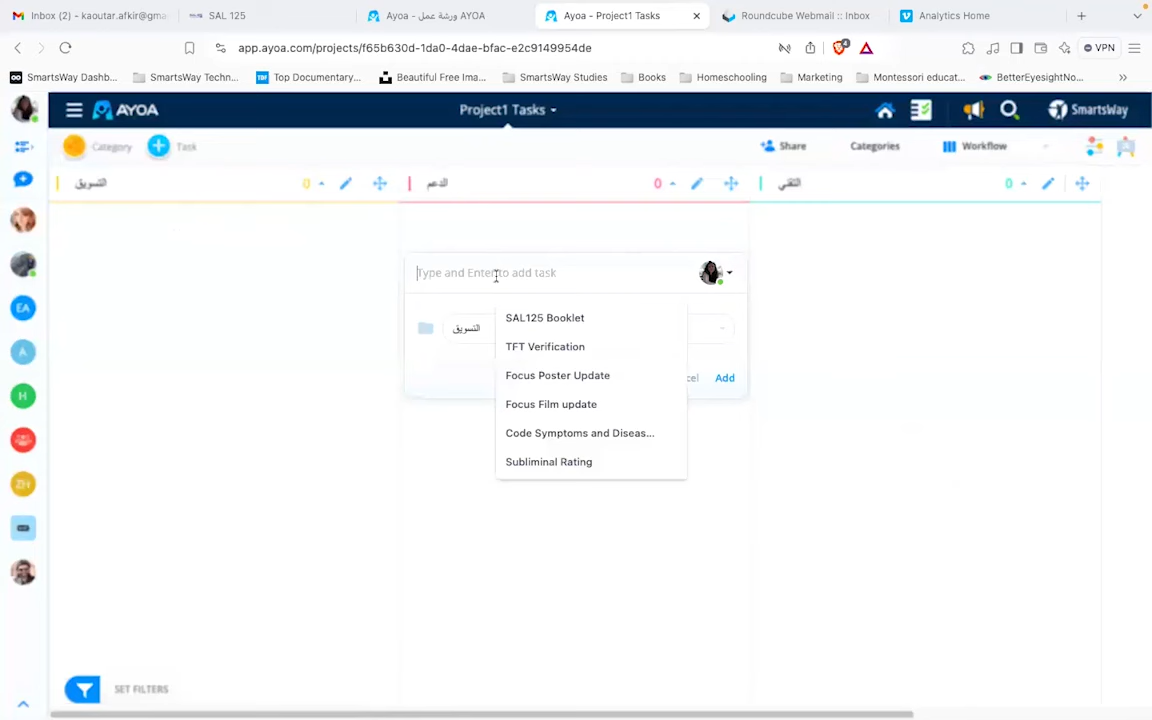 Inbox (2) - kaoutar.afkir@gma
SAL 125
Ayoa - ورشة عمل AYOA
Ayoa - Project1 Tasks
Roundcube Webmail :: Inbox
Analytics Home
app.ayoa.com/projects/f65b630d-1da0-4dae-bfac-e2c9149954de
4
VPN
SmartsWay Dashb...
SmartsWay Techn...
Top Documentary...
Beautiful Free Ima...
SmartsWay Studies
Books
Homeschooling
Marketing
Montessori educat...
BetterEyesightNo...
AYOA
Project1 Tasks
SmartsWay
Category
Task
Share
Categories
Workflow
التسويق
0
الدعم
0
التقني
0
Type and Enter to add task
SAL125 Booklet
التسويق
TFT Verification
Focus Poster Update
cel
Add
Focus Film update
Code Symptoms and Diseas...
Subliminal Rating
EA
A
H
ZH
SET FILTERS